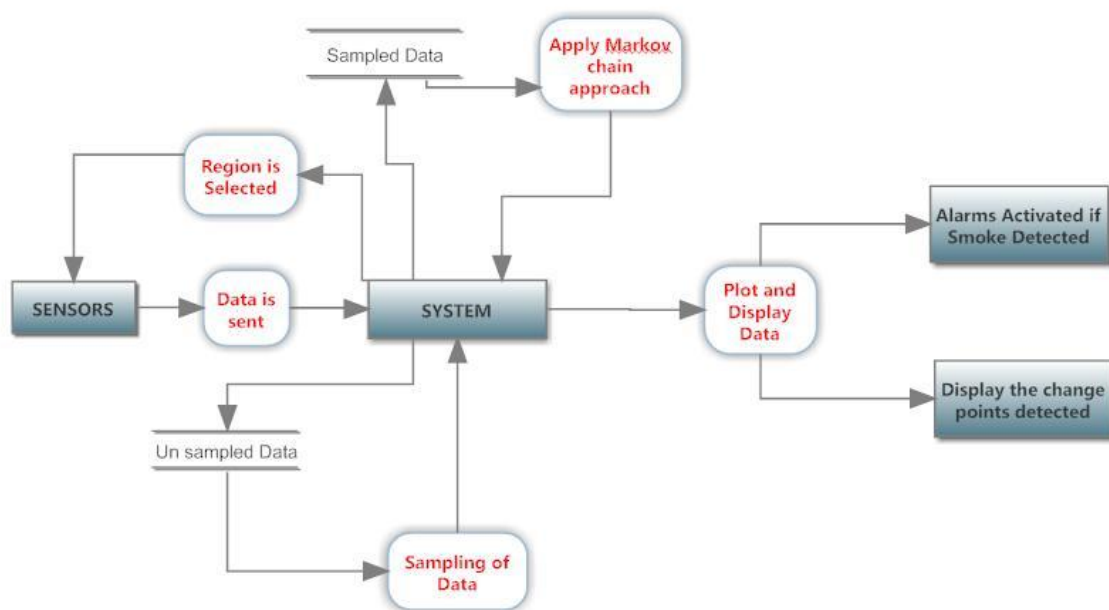 Sampled Data
Apply Markov
chain
approach
Region is
Selected
Alarms Activated if
Smoke Detected
SENSORS
Data is
sent
SYSTEM
Plot and
Display
Data
Display the change
points detected
Un sampled Data
Sampling of
Data